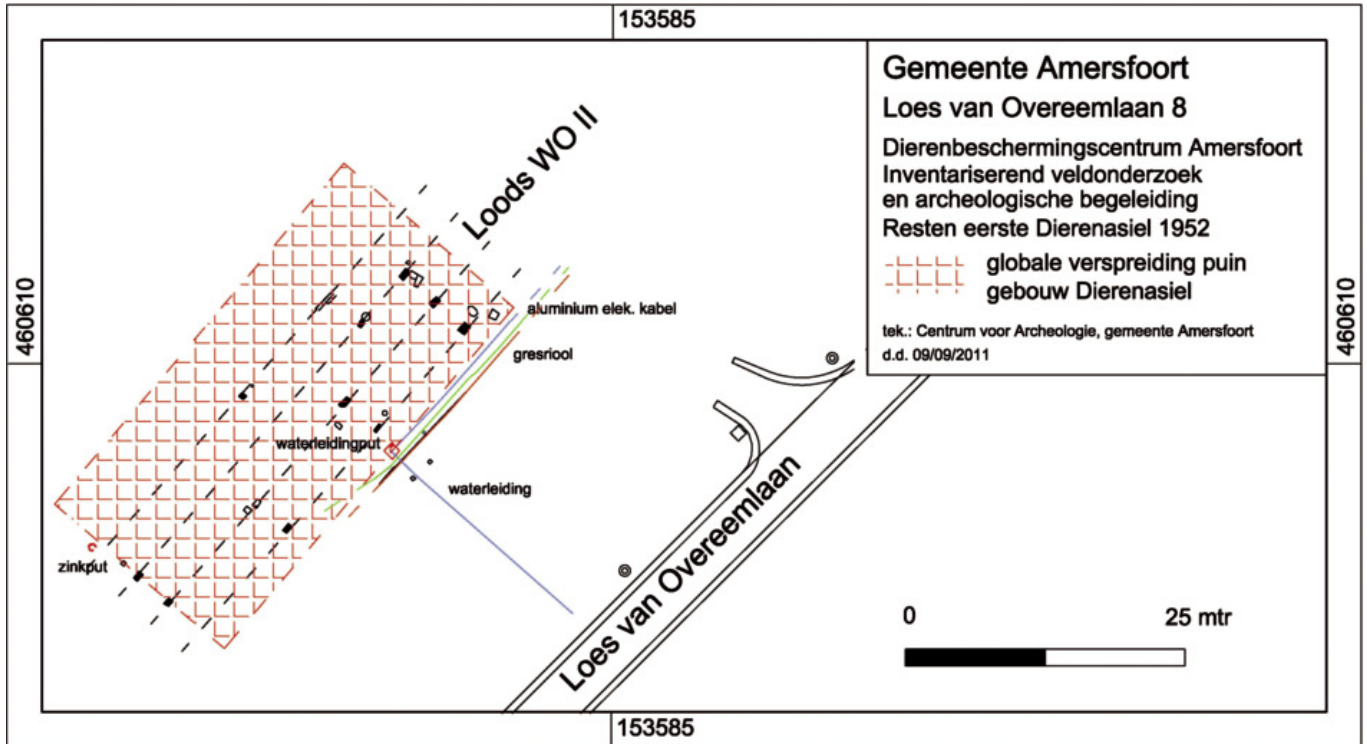 153585
Gemeente Amersfoort
Loes van Overeemlaan 8
Dierenbeschermingscentrum Amersfoort
Inventariserend veldonderzoek
en archeologische begeleiding
Resten eerste Dierenasiel 1952
globale verspreiding puin
gebouw Dierenasiel
tek.: Centrum voor Archeologie, gemeente Amersfoort
d.d. 09/09/2011
Loods WO II
460610
460610
aluminium elek. kabel
gresriool
waterleidingput
waterleiding
zinkput
Loes van Overeemlaan
0 25 mtr
153585